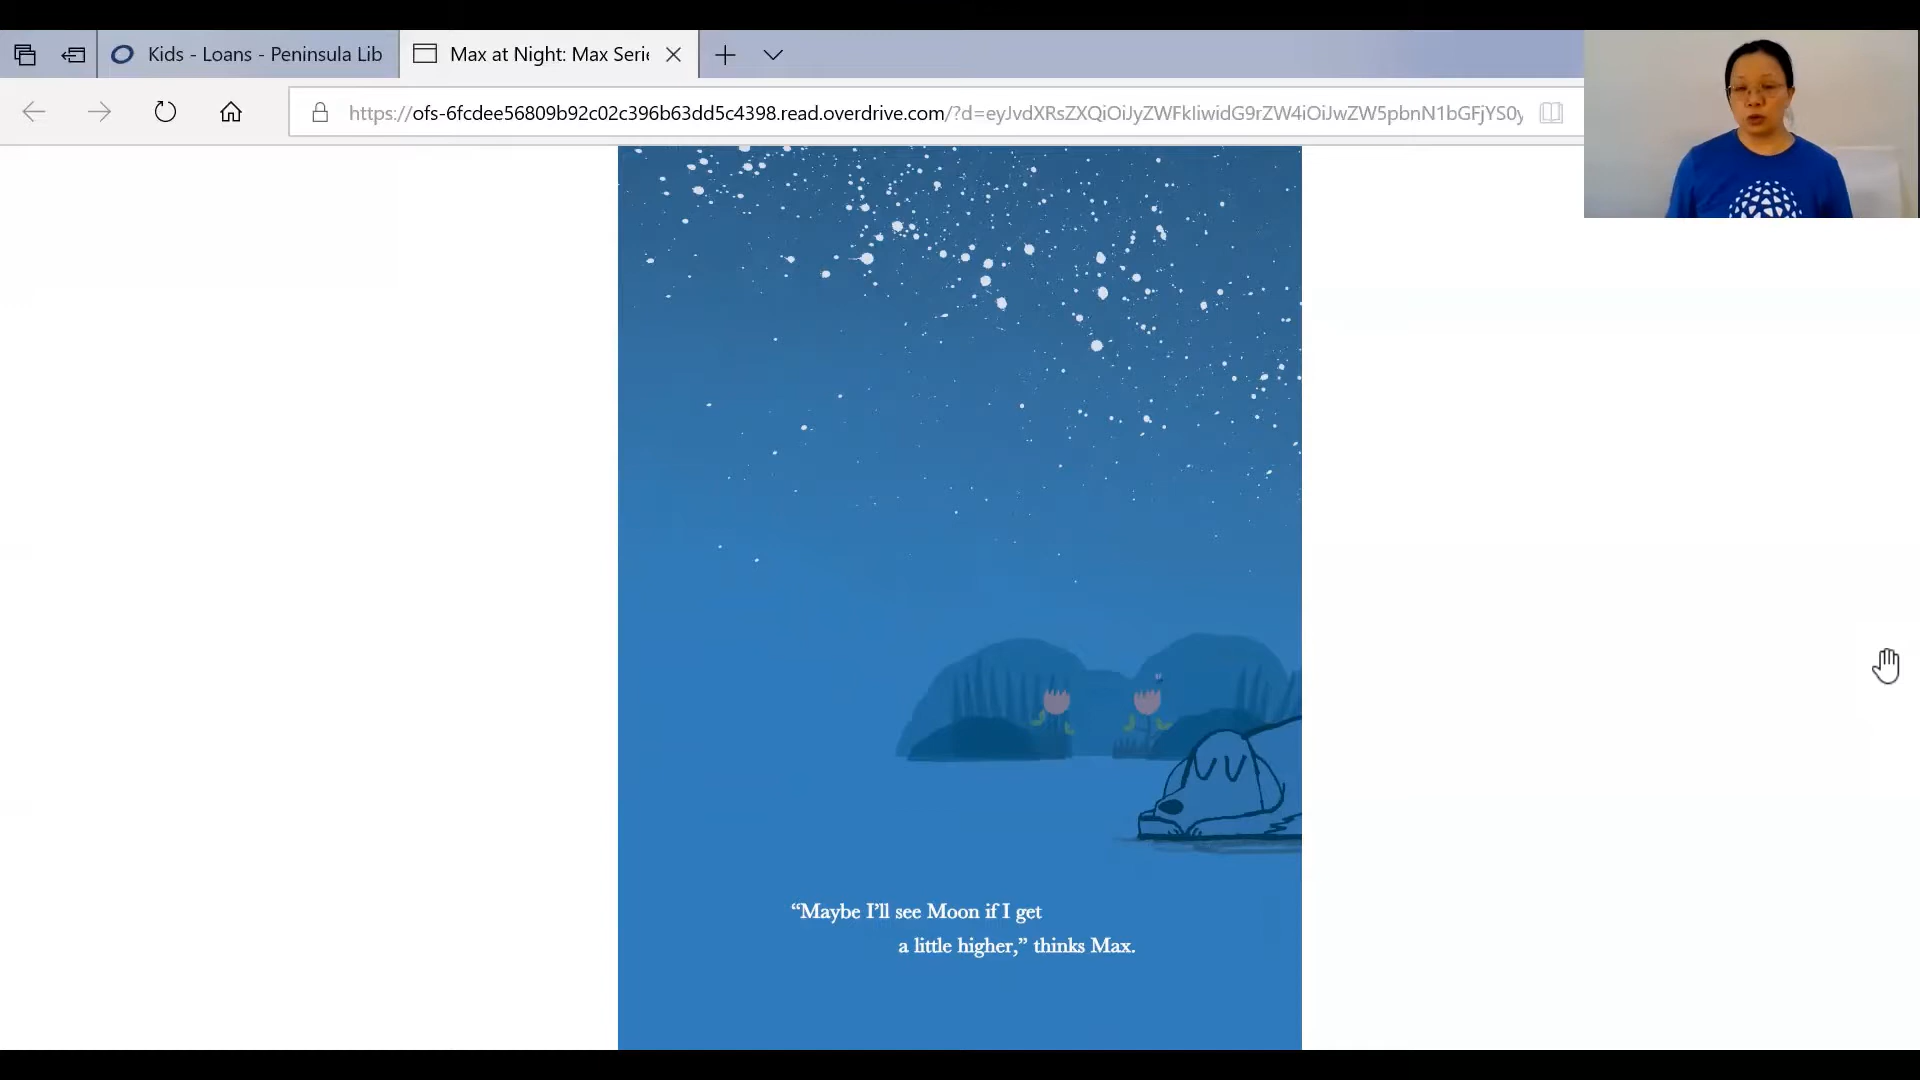 Kids - Loans - Peninsula Lib
Max at Night: Max Serie
https://ofs-6fcdee56809b92c02c396b63dd5c4398.read.overdrive.com/?d=eyJvdXRsZXQiOiJyZWFkIiwidG9rZW4iOiJwZW5pbnN1bGFjYS0y
“Maybe I’ll see Moon if I get
a little higher,” thinks Max.